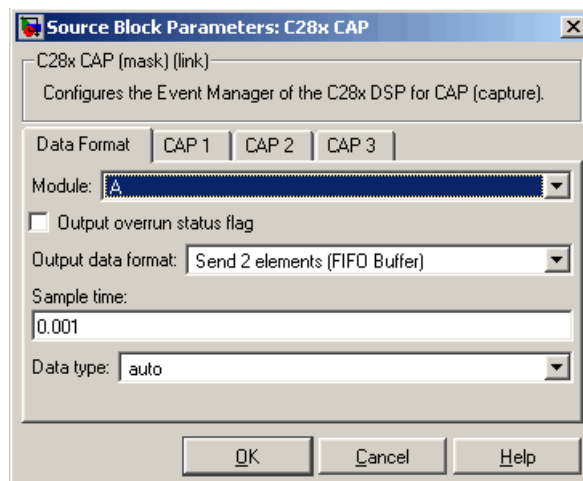 Source Block Parameters: C28x CAP
C28x CAP (mask) (link)
Configures the Event Manager of the C28x DSP for CAP (capture).
Data Format CAP 1 CAP 2 CAP 3
Module: A
Output overrun status flag
Output data format: Send 2 elements (FIFO Buffer)
Sample time:
0.001
Data type: auto
OK Cancel Help